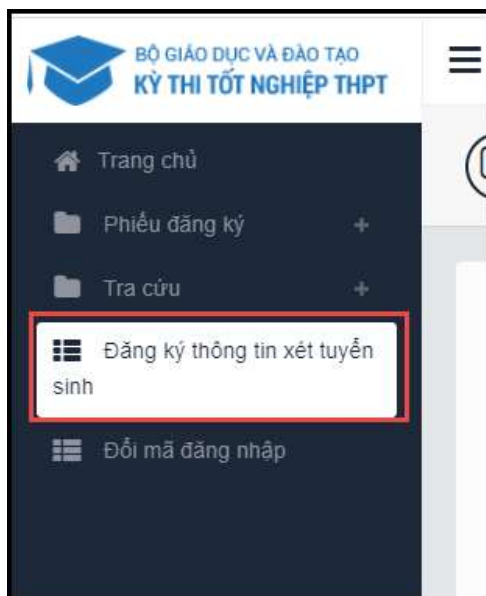 BỘ GIÁO DỤC VÀ ĐÀO TẠO
KỲ THI TỐT NGHIỆP THPT
Trang chủ
Phiếu đăng ký +
Tra cứu +
Đăng ký thông tin xét tuyển
sinh
Đổi mã đăng nhập